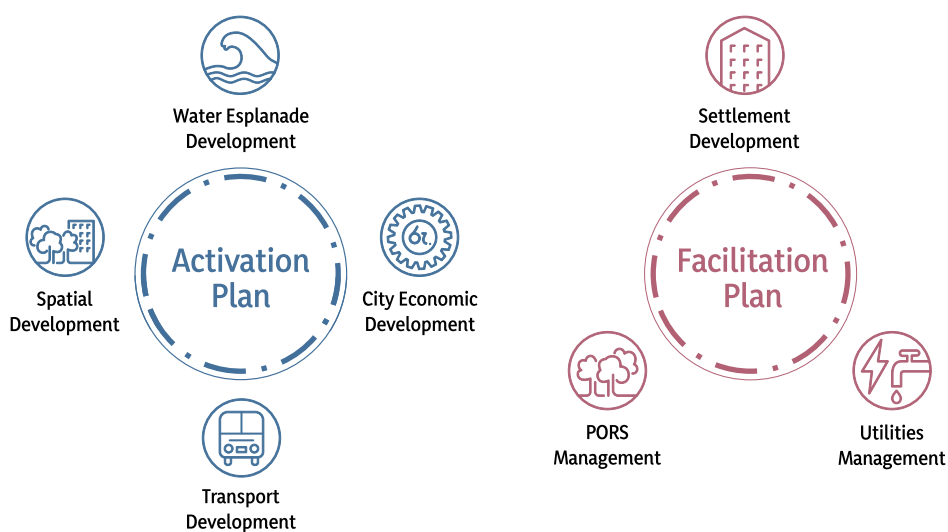 Water Esplanade
Development
Settlement
Development
Activation
Plan
Facilitation
Plan
Spatial
Development
City Economic
Development
PORS
Management
Utilities
Management
Transport
Development